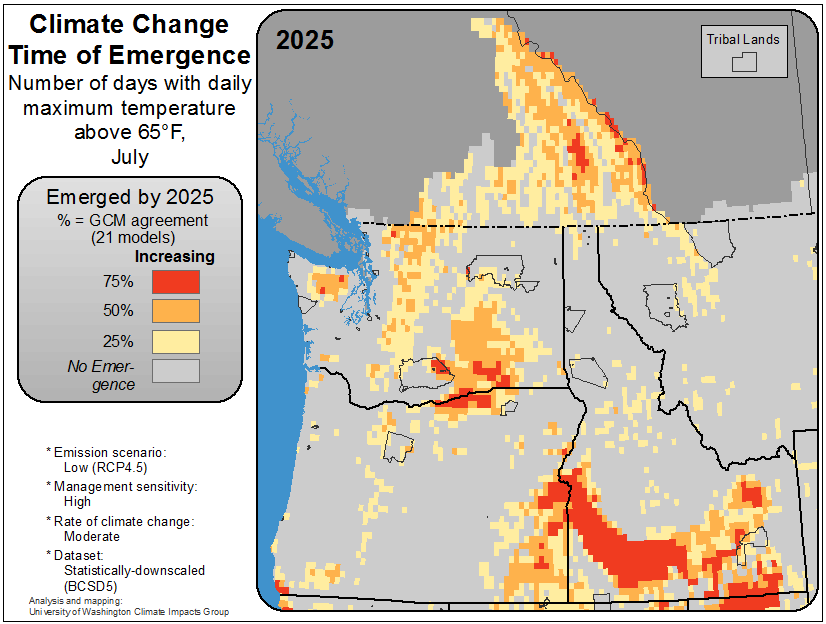 Climate Change
Time of Emergence
Number of days with daily
maximum temperature
above 65°F,
July
Emerged by 2025
% = GCM agreement
(21 models)
Increasing
75%
50%
25%
No Emer-
gence
* Emission scenario:
Low (RCP4.5)
* Management sensitivity:
High
* Rate of climate change:
Moderate
* Dataset:
Statistically-downscaled
(BCSD5)
Analysis and mapping:
University of Washington Climate Impacts Group
2025
Tribal Lands